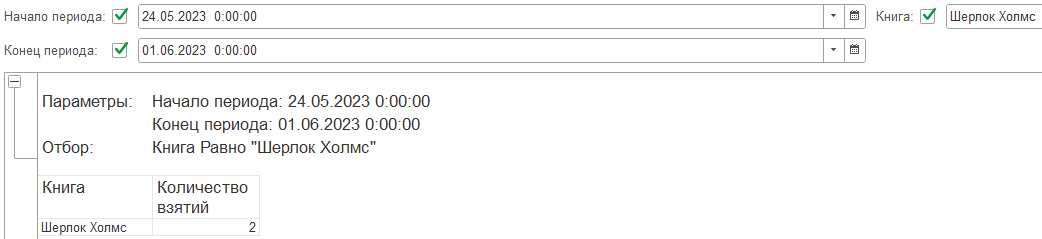 Начало периода: 24.05.2023 0:00:00 Книга: Шерлок Холмс
Конец периода: 01.06.2023 0:00:00
Параметры: Начало периода: 24.05.2023 0:00:00
Конец периода: 01.06.2023 0:00:00
Отбор: Книга Равно "Шерлок Холмс"
Книга Количество
взятий
Шерлок Холмс 2